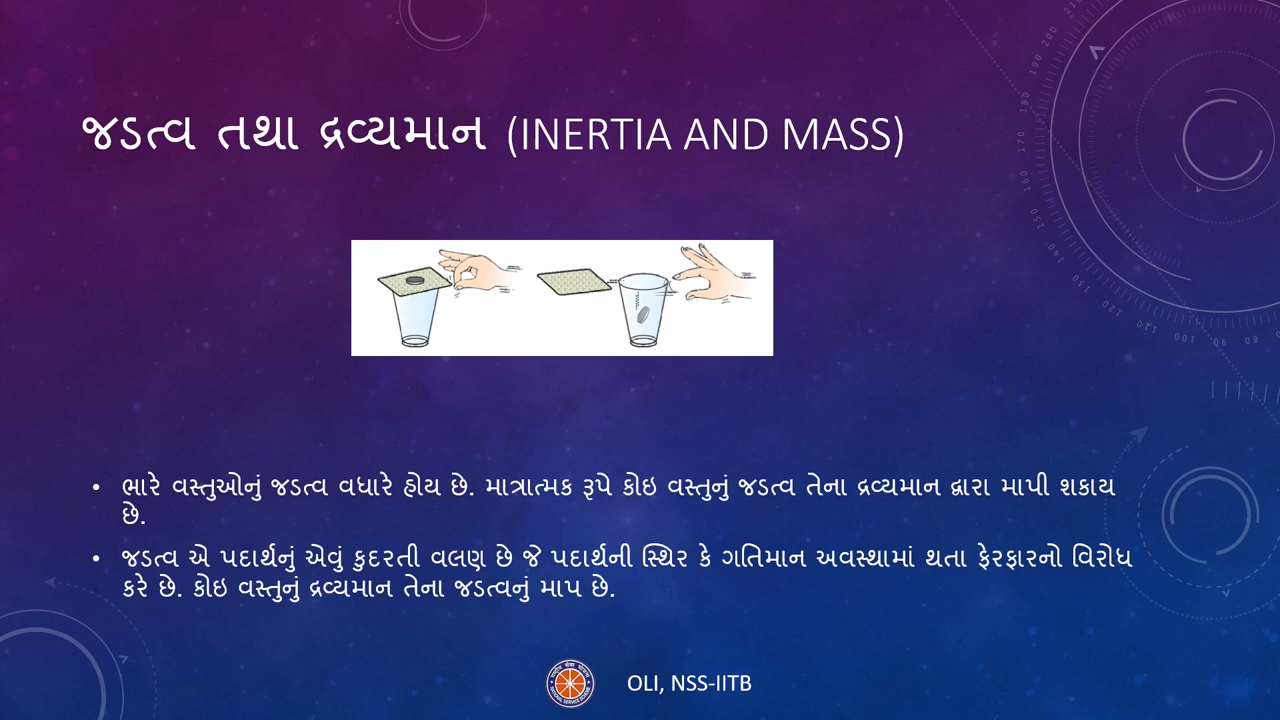 જડત્વ તથા દ્રવ્યમાન (INERTIA AND MASS)
• ભારે વસ્તુઓનું જડત્વ વધારે હોય છે. માત્રાત્મક રૂપે કોઇ વસ્તુનું જડત્વ તેના દ્રવ્યમાન દ્વારા માપી શકાય
છે.
• જડત્વ એ પદાર્થનું એવું કુદરતી વલણ છે જે પદાર્થની સ્થિર કે ગતિમાન અવસ્થામાં થતા ફેરફારનો વિરોધ
કરે છે. કોઇ વસ્તુનું દ્રવ્યમાન તેના જડત્વનું માપ છે.
OLI, NSS-IITB